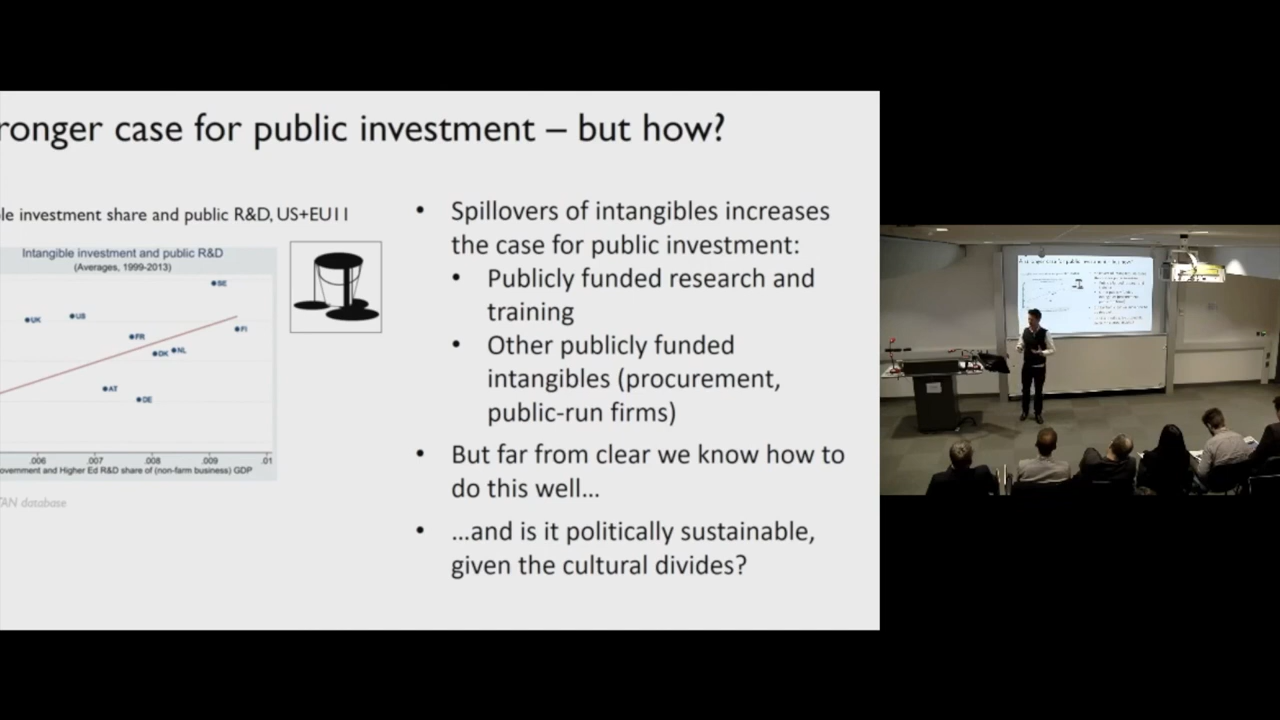 ronger case for public investment – but how?
le investment share and public R&D, US+EU11
Intangible investment and public R&D
(Averages, 1999-2013)
SE
UK
US
FI
FR
DK
NL
AT
DE
.006 .007 .008 .009 .01
overnment and Higher Ed R&D share of (non-farm business) GDP
TAN database
• Spillovers of intangibles increases
the case for public investment:
• Publicly funded research and
training
• Other publicly funded
intangibles (procurement,
public-run firms)
• But far from clear we know how to
do this well...
• ...and is it politically sustainable,
given the cultural divides?